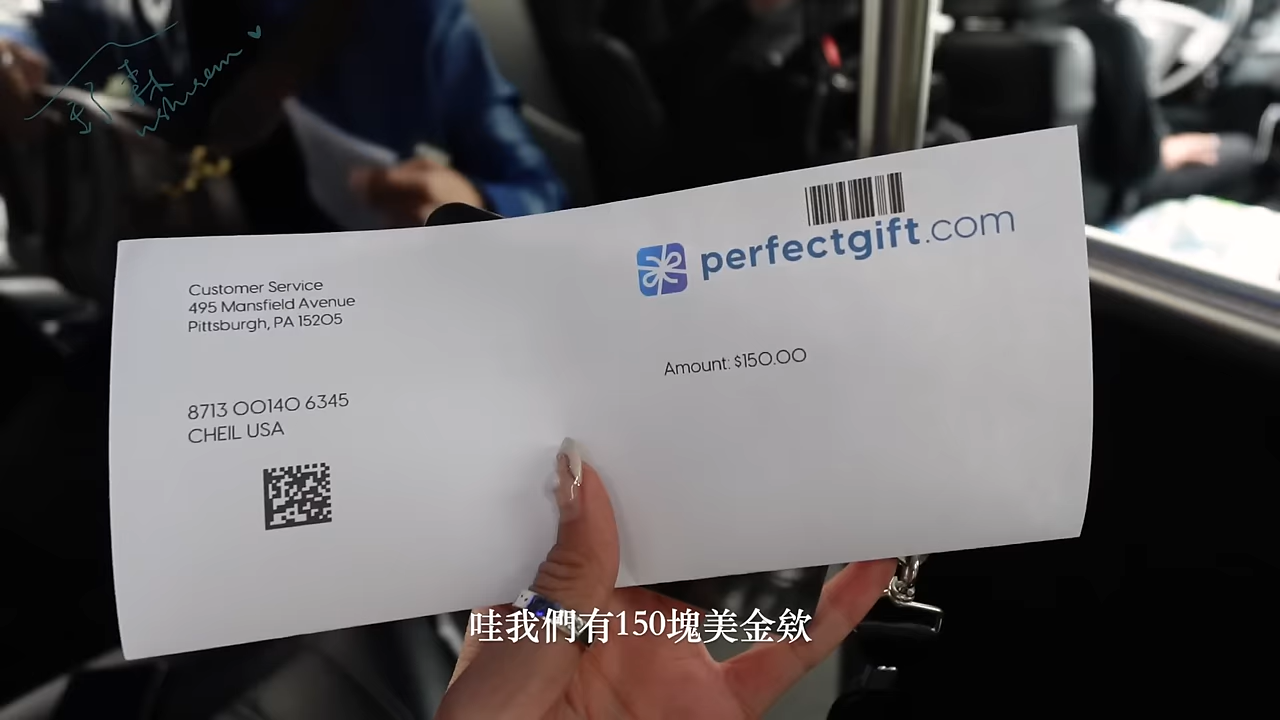 perfectgift.com
Customer Service
495 Mansfield Avenue
Pittsburgh, PA 15205
Amount: $150.00
8713 00140 6345
CHEIL USA
哇我們有150塊美金欸